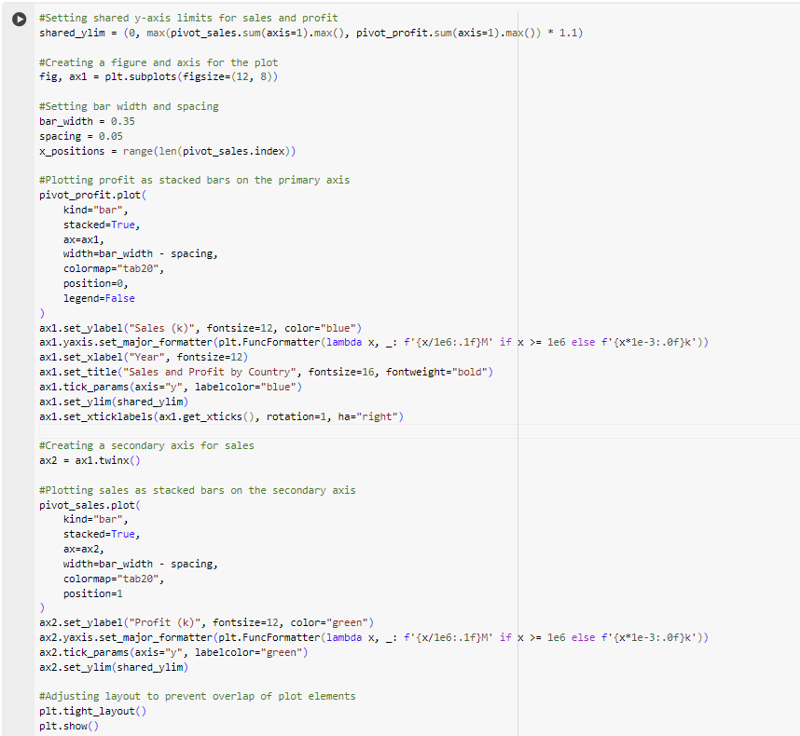 #Setting shared y-axis limits for sales and profit
shared_ylim = (0, max(pivot_sales.sum(axis=1).max(), pivot_profit.sum(axis=1).max()) * 1.1)

#Creating a figure and axis for the plot
fig, ax1 = plt.subplots(figsize=(12, 8))

#Setting bar width and spacing
bar_width = 0.35
spacing = 0.05
x_positions = range(len(pivot_sales.index))

#Plotting profit as stacked bars on the primary axis
pivot_profit.plot(
    kind="bar",
    stacked=True,
    ax=ax1,
    width=bar_width - spacing,
    colormap="tab20",
    position=0,
    legend=False
)
ax1.set_ylabel("Sales (k)", fontsize=12, color="blue")
ax1.yaxis.set_major_formatter(plt.FuncFormatter(lambda x, _: f'{x/1e6:.1f}M' if x >= 1e6 else f'{x*1e-3:.0f}k'))
ax1.set_xlabel("Year", fontsize=12)
ax1.set_title("Sales and Profit by Country", fontsize=16, fontweight="bold")
ax1.tick_params(axis="y", labelcolor="blue")
ax1.set_ylim(shared_ylim)
ax1.set_xticklabels(ax1.get_xticks(), rotation=1, ha="right")

#Creating a secondary axis for sales
ax2 = ax1.twinx()

#Plotting sales as stacked bars on the secondary axis
pivot_sales.plot(
    kind="bar",
    stacked=True,
    ax=ax2,
    width=bar_width - spacing,
    colormap="tab20",
    position=1
)
ax2.set_ylabel("Profit (k)", fontsize=12, color="green")
ax2.yaxis.set_major_formatter(plt.FuncFormatter(lambda x, _: f'{x/1e6:.1f}M' if x >= 1e6 else f'{x*1e-3:.0f}k'))
ax2.tick_params(axis="y", labelcolor="green")
ax2.set_ylim(shared_ylim)

#Adjusting layout to prevent overlap of plot elements
plt.tight_layout()
plt.show()